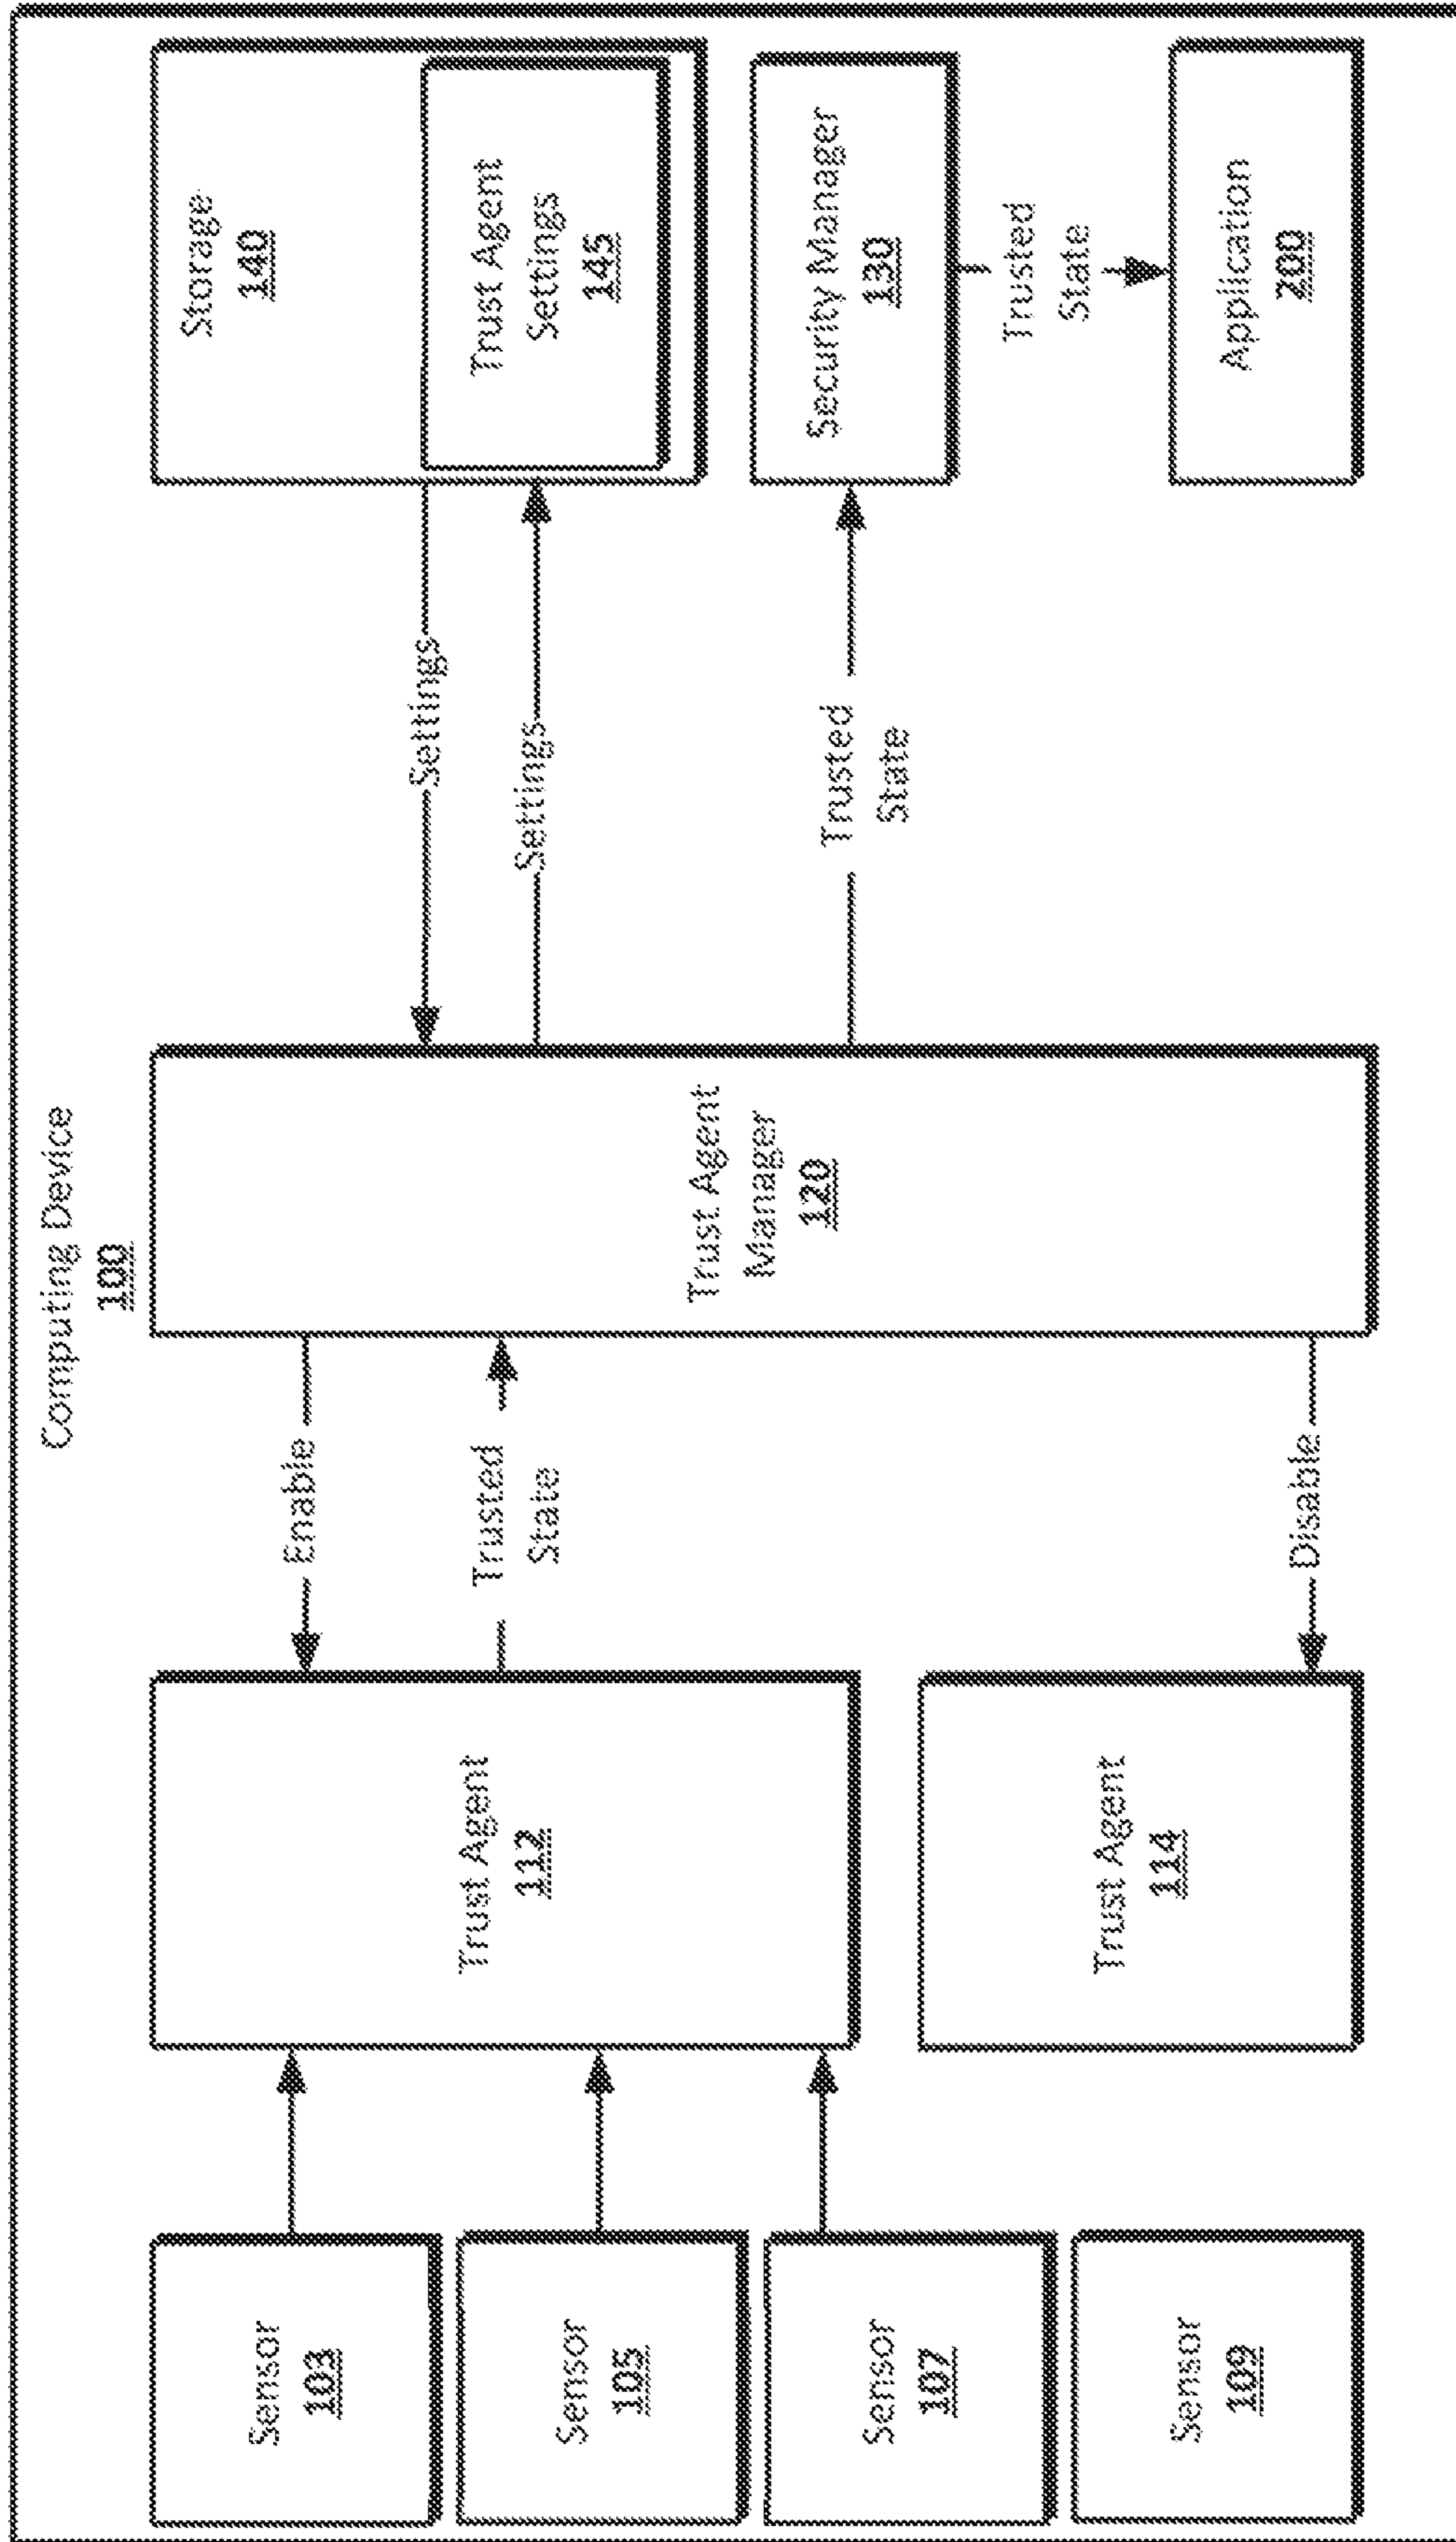 Computing Device
100
Sensor
103
Sensor
105
Sensor
107
Sensor
109
Trust Agent
112
Trust Agent
114
Enable
Trusted
State
Disable
Trust Agent
Manager
120
Settings
Settings
Trusted
State
Storage
140
Trust Agent
Settings
145
Security Manager
130
Trusted
State
Application
200